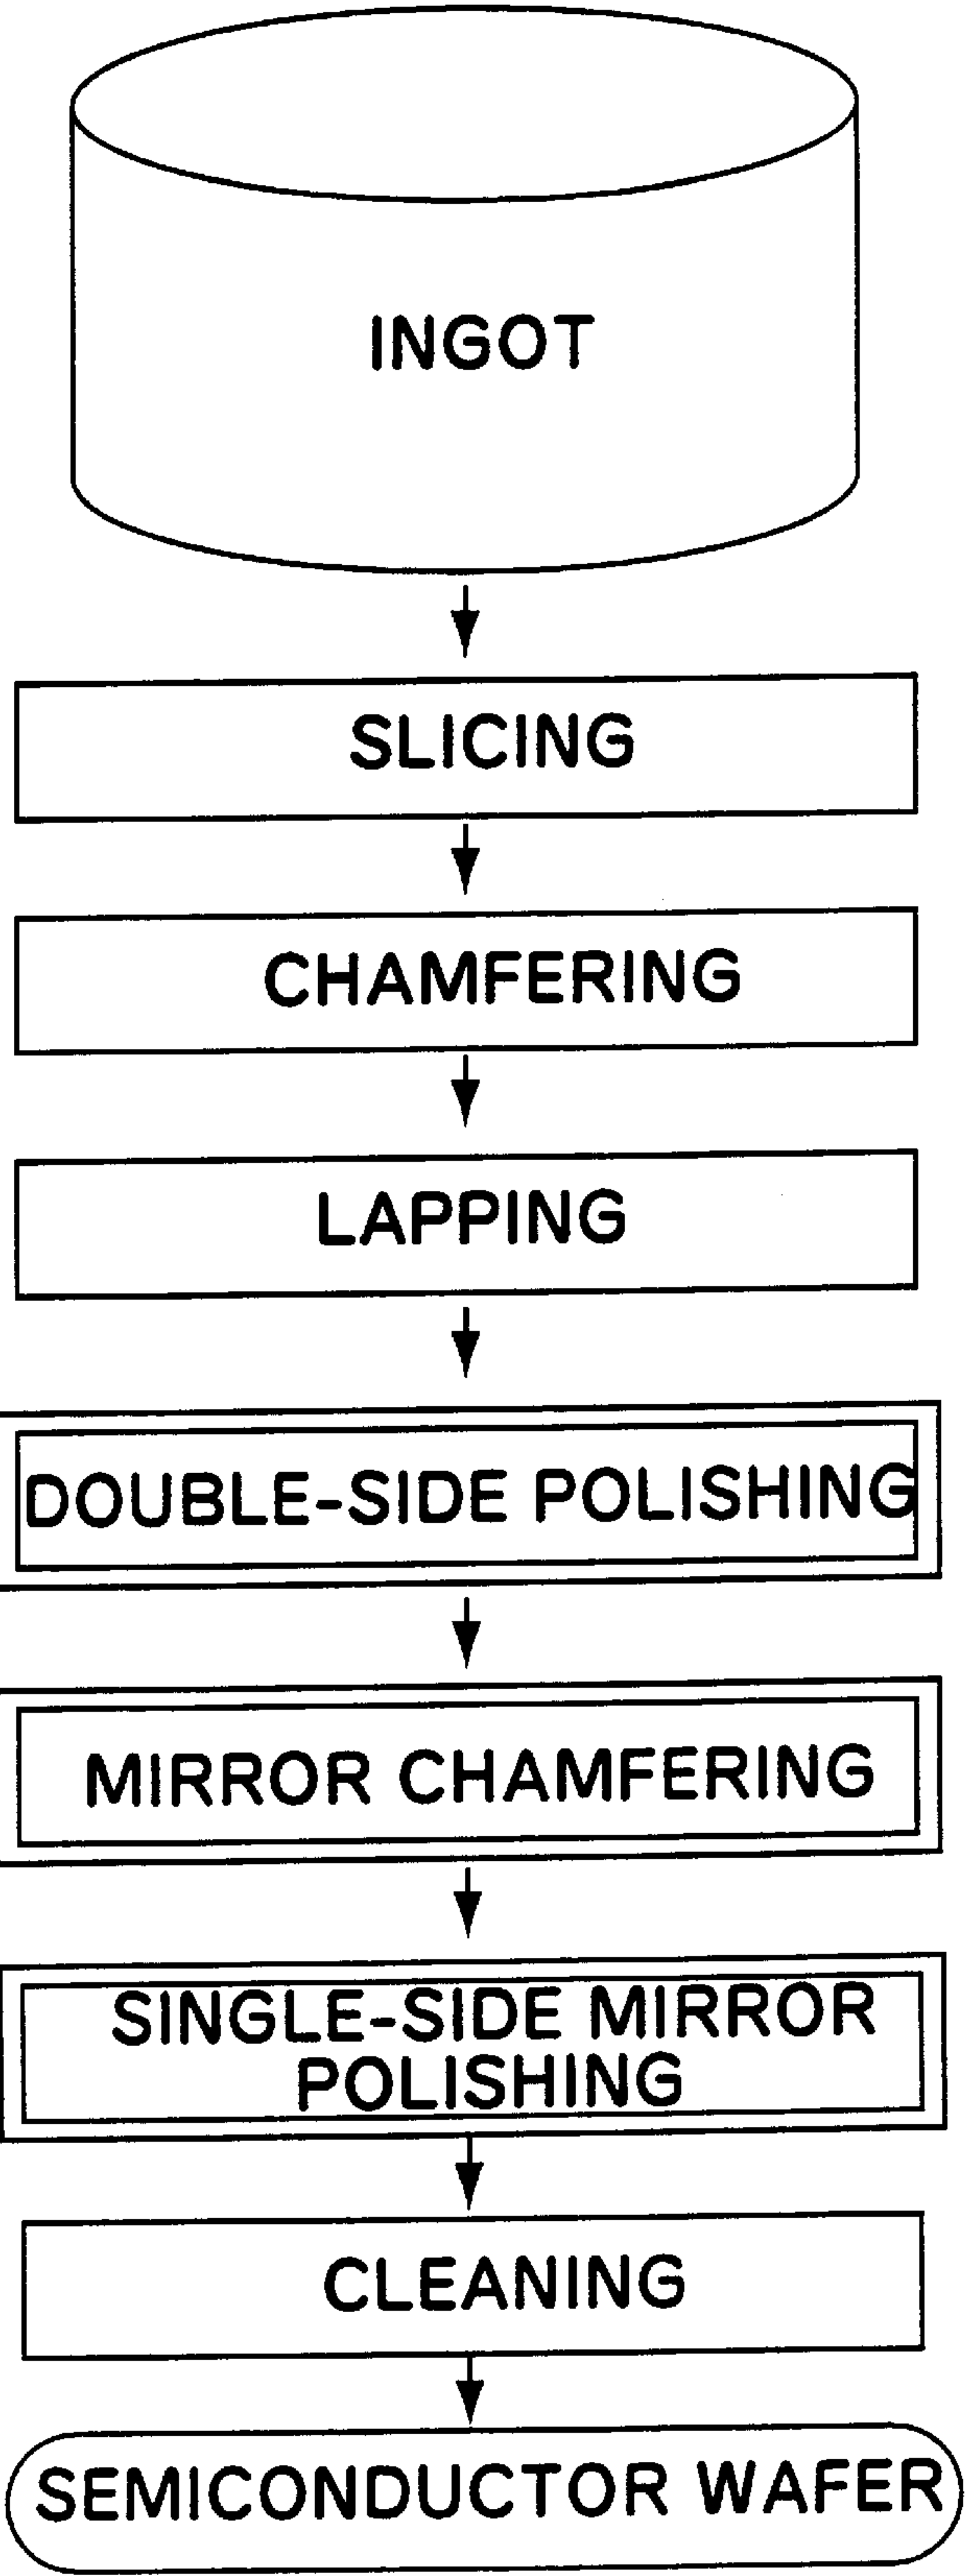 INGOT
SLICING
CHAMFERING
LAPPING
DOUBLE-SIDE POLISHING
MIRROR CHAMFERING
SINGLE-SIDE MIRROR
POLISHING
CLEANING
SEMICONDUCTOR WAFER